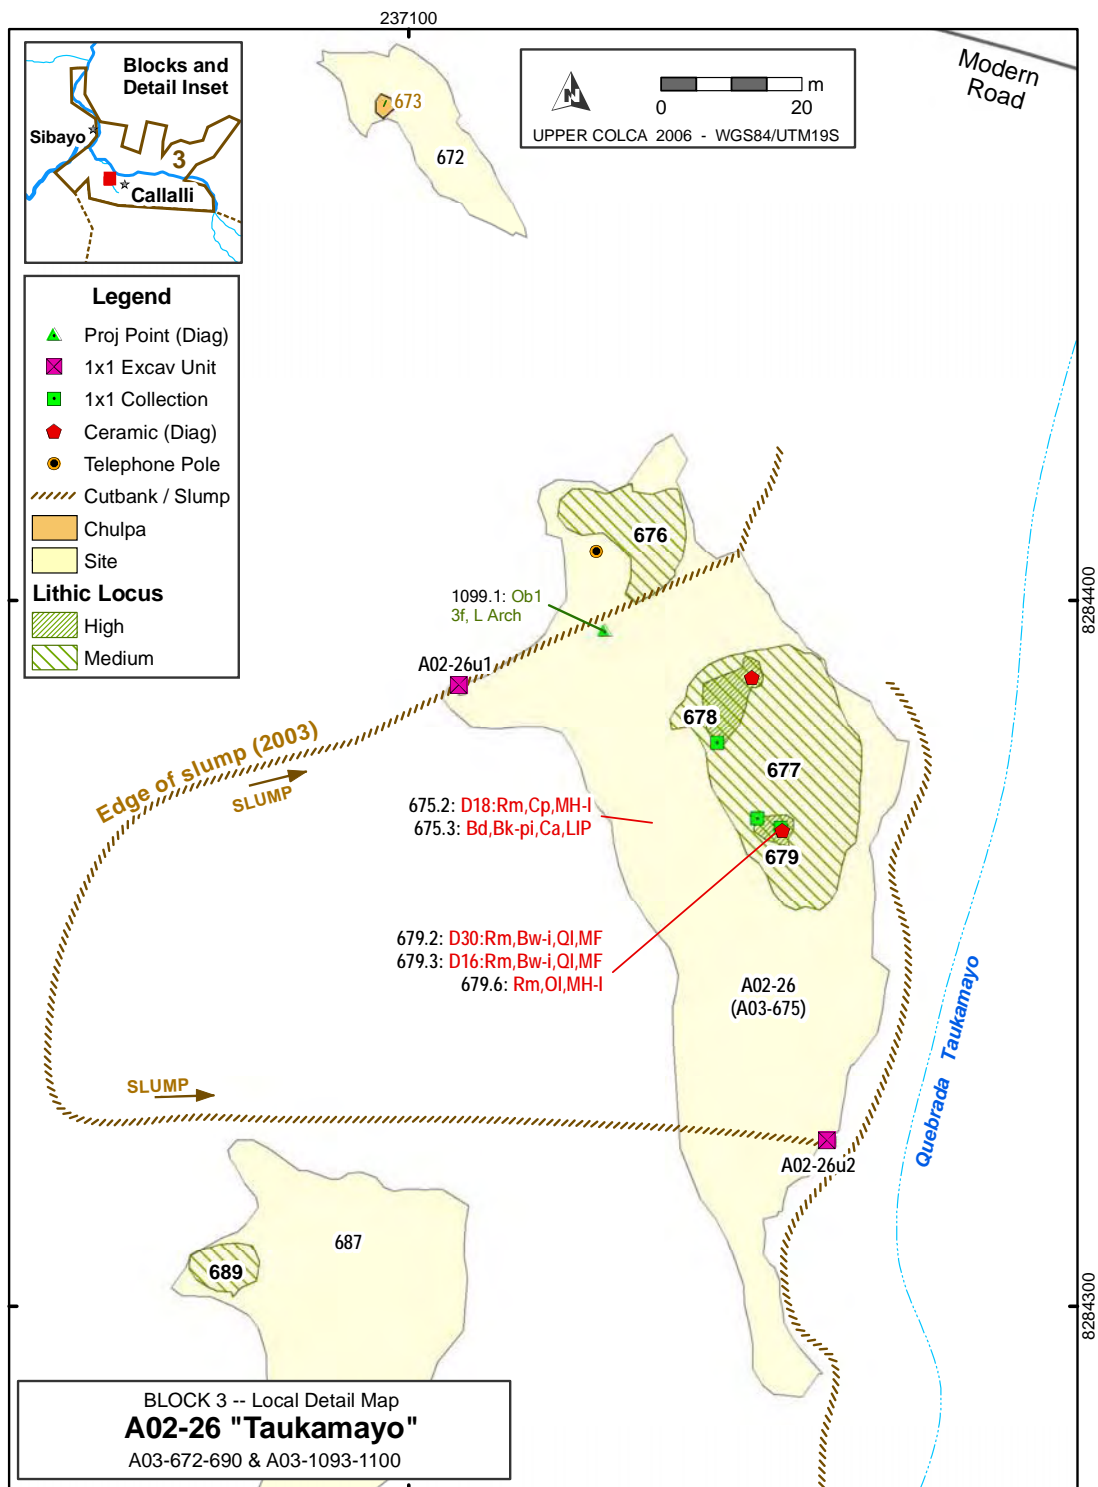 237100
Blocks and
Detail Inset
Sibayo
3
Callalli
673
672
N
m
0 20
UPPER COLCA 2006 - WGS84/UTM19S
Modern
Road
Legend
Proj Point (Diag)
1x1 Excav Unit
1x1 Collection
Ceramic (Diag)
Telephone Pole
Cutbank / Slump
Chulpa
Site
Lithic Locus
High
Medium
676
1099.1: Ob1
3f, L Arch
8284400
A02-26u1
678
677
Edge of slump (2003)
SLUMP
675.2: D18:Rm,Cp,MH-I
675.3: Bd,Bk-pi,Ca,LIP
679
679.2: D30:Rm,Bw-i,Ql,MF
679.3: D16:Rm,Bw-i,Ql,MF
679.6: Rm,Ol,MH-I
A02-26
(A03-675)
Quebrada Taukamayo
SLUMP
A02-26u2
687
689
8284300
BLOCK 3 -- Local Detail Map
A02-26 "Taukamayo"
A03-672-690 & A03-1093-1100